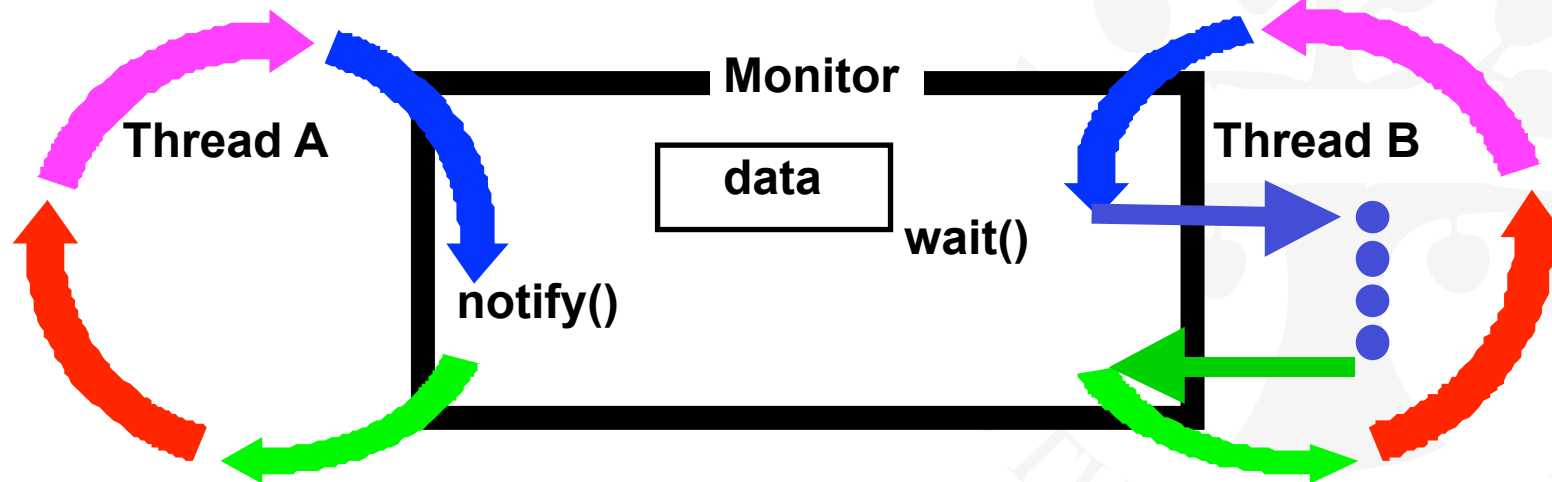 Monitor
Thread A
Thread B
data
wait()
notify()